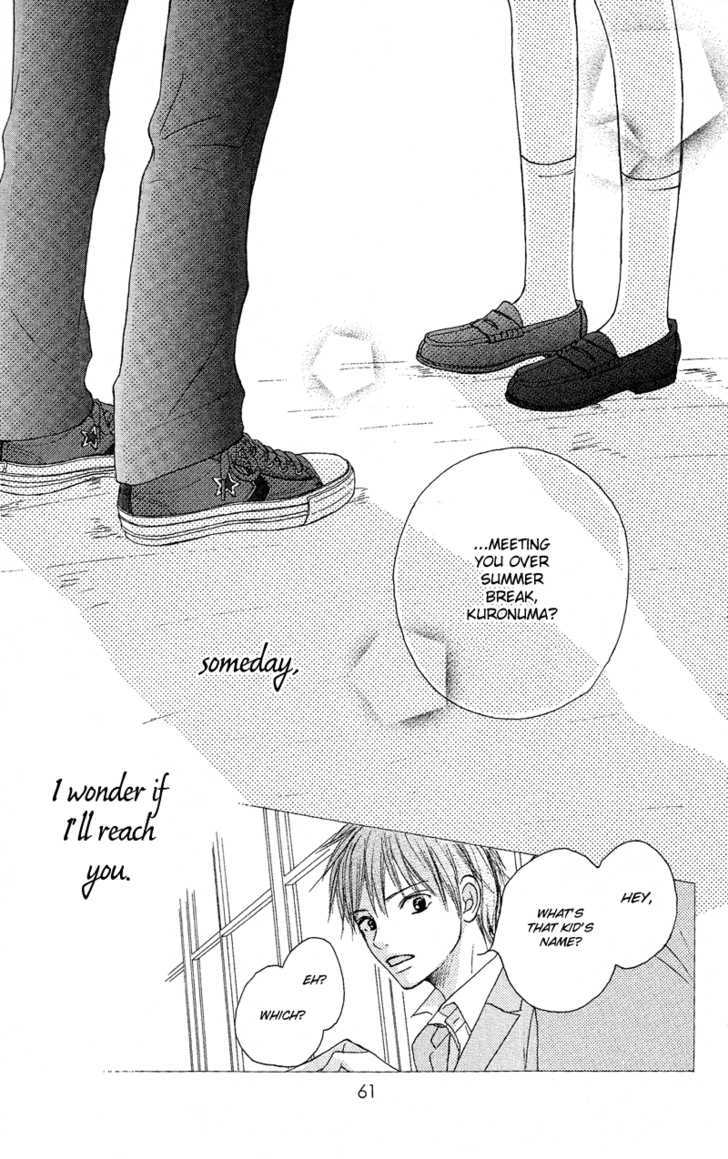 ...MEETING
YOU OVER
SUMMER
BREAK,
KURONUMA?
someday,
I wonder if
I'll reach
you.
HEY,
WHAT'S
THAT KID'S
NAME?
EH?
WHICH?
61